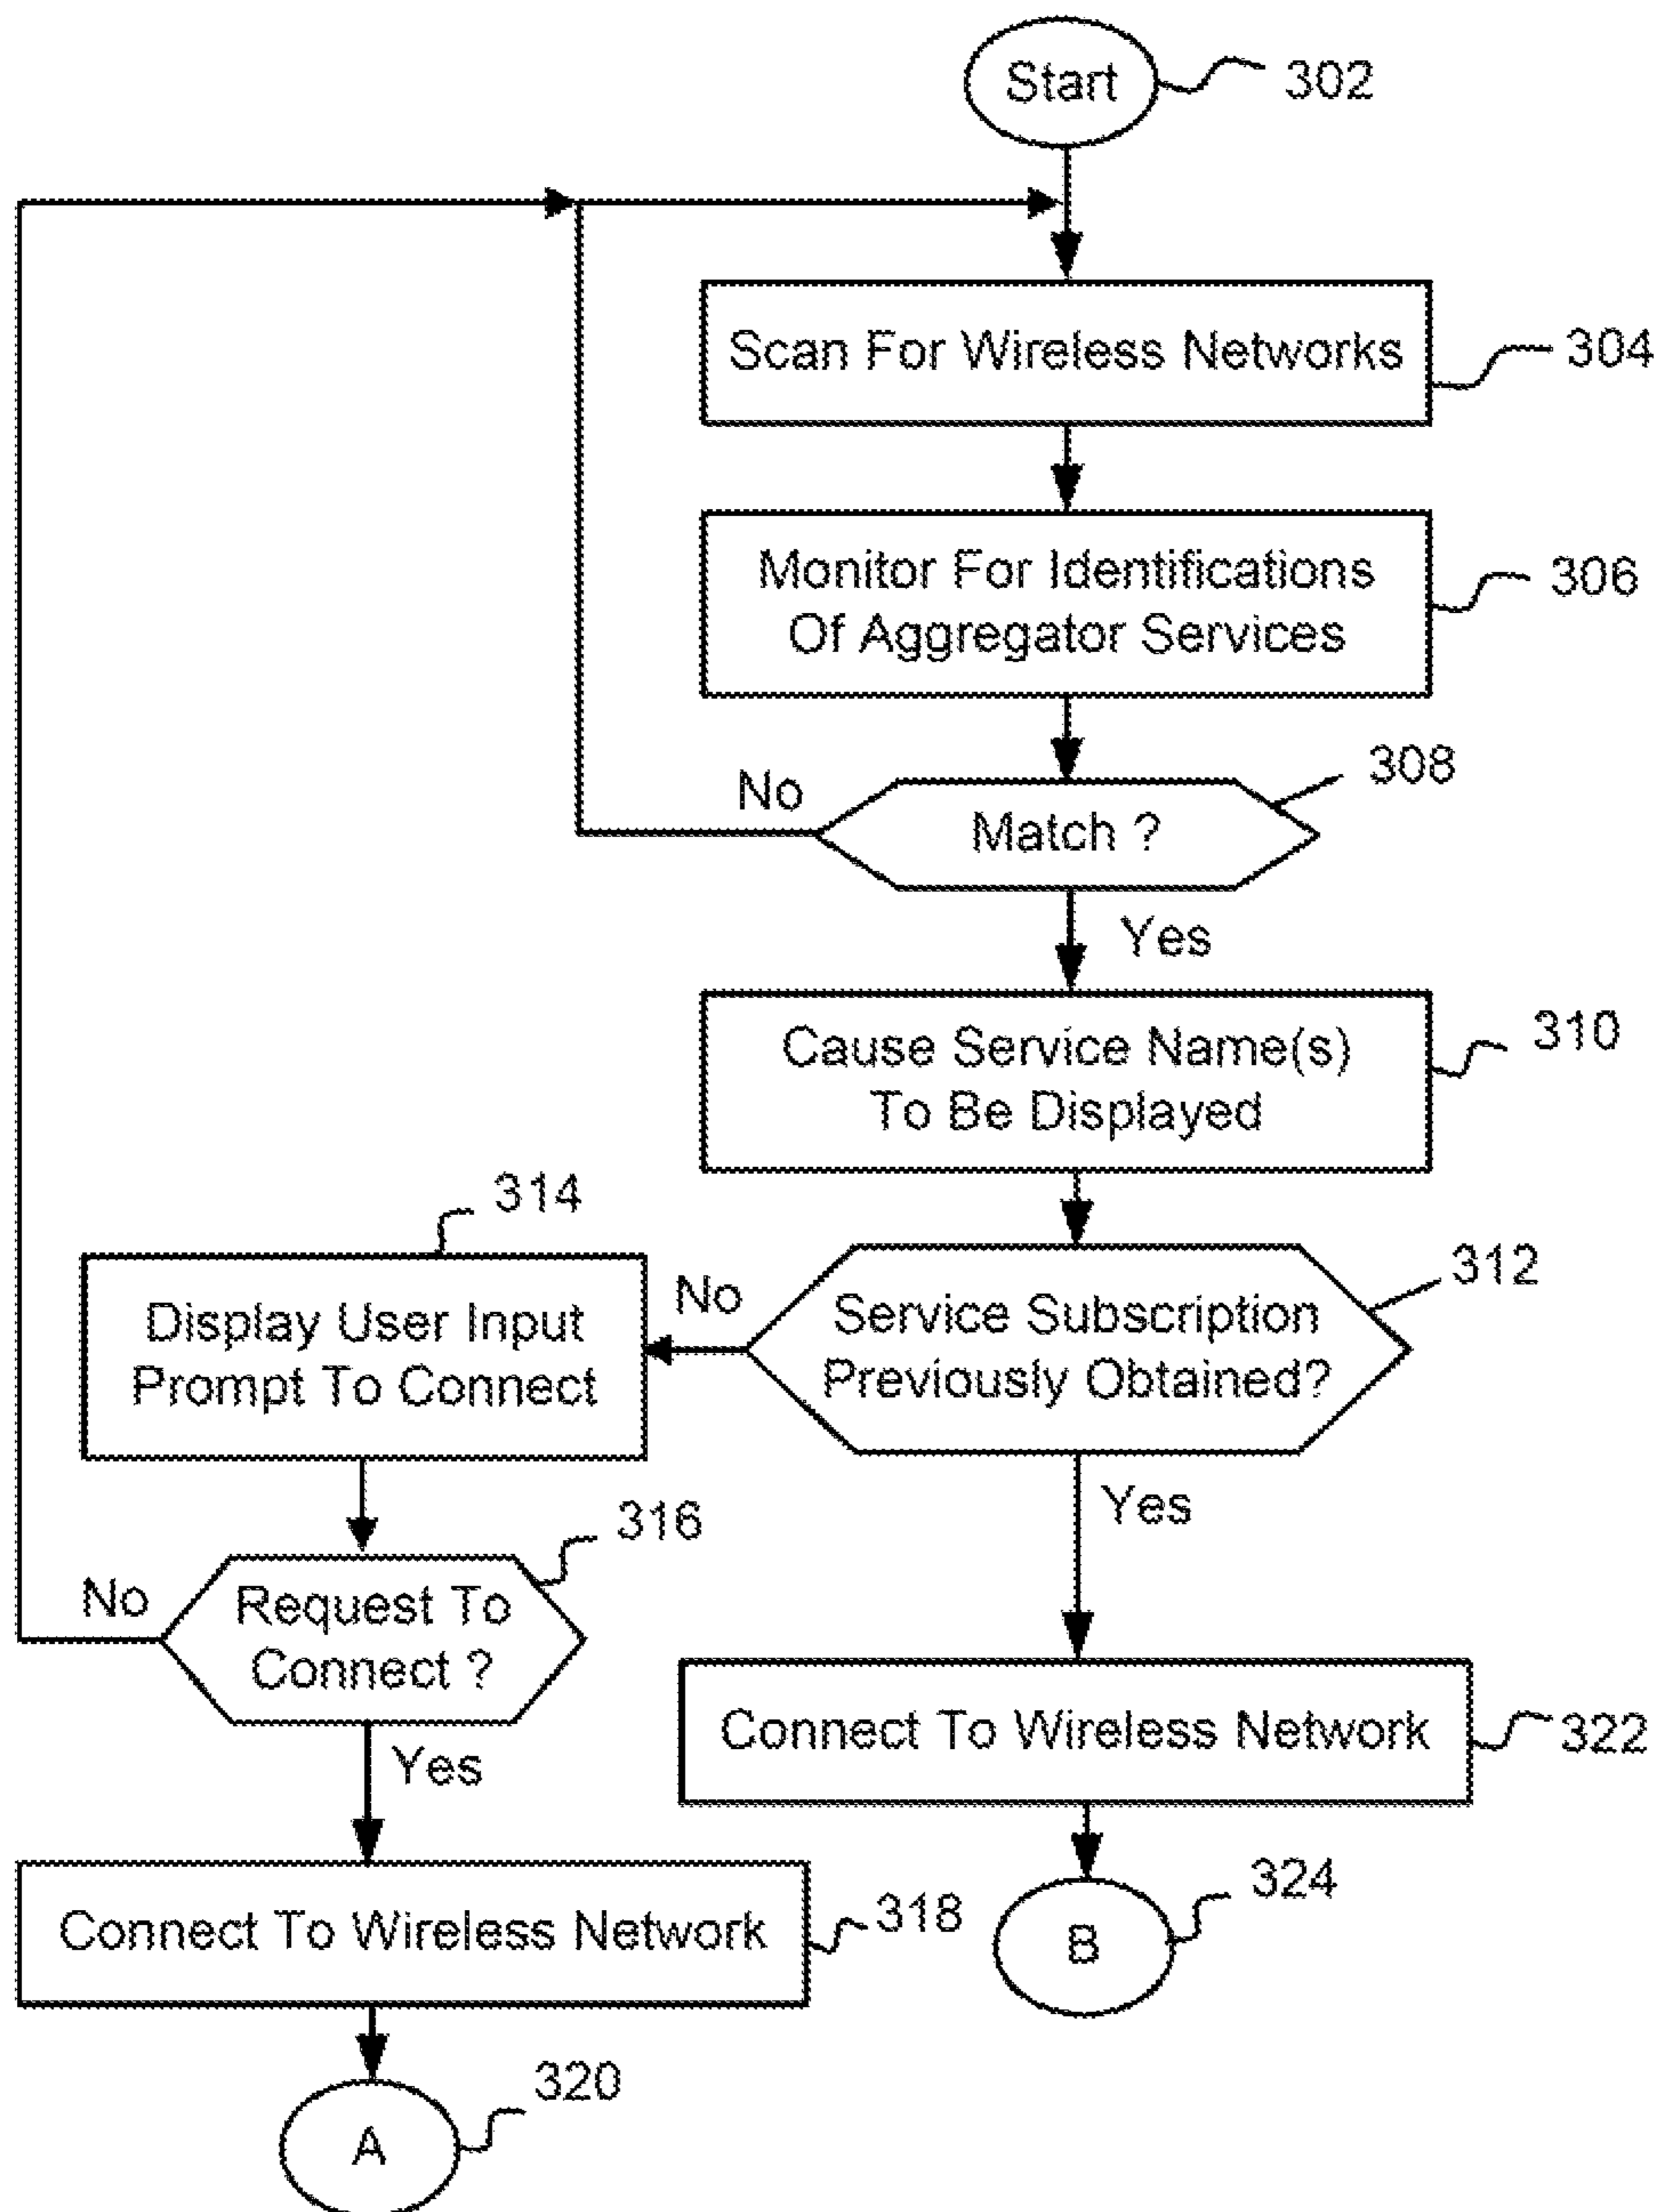 Start
302
Scan For Wireless Networks
304
Monitor For Identifications
Of Aggregator Services
306
308
No
Match ?
Yes
Cause Service Name(s)
To Be Displayed
310
314
312
No
Service Subscription
Previously Obtained?
Display User Input
Prompt To Connect
Yes
316
No
Request To
Connect ?
Connect To Wireless Network
322
Yes
324
Connect To Wireless Network
318
B
320
A